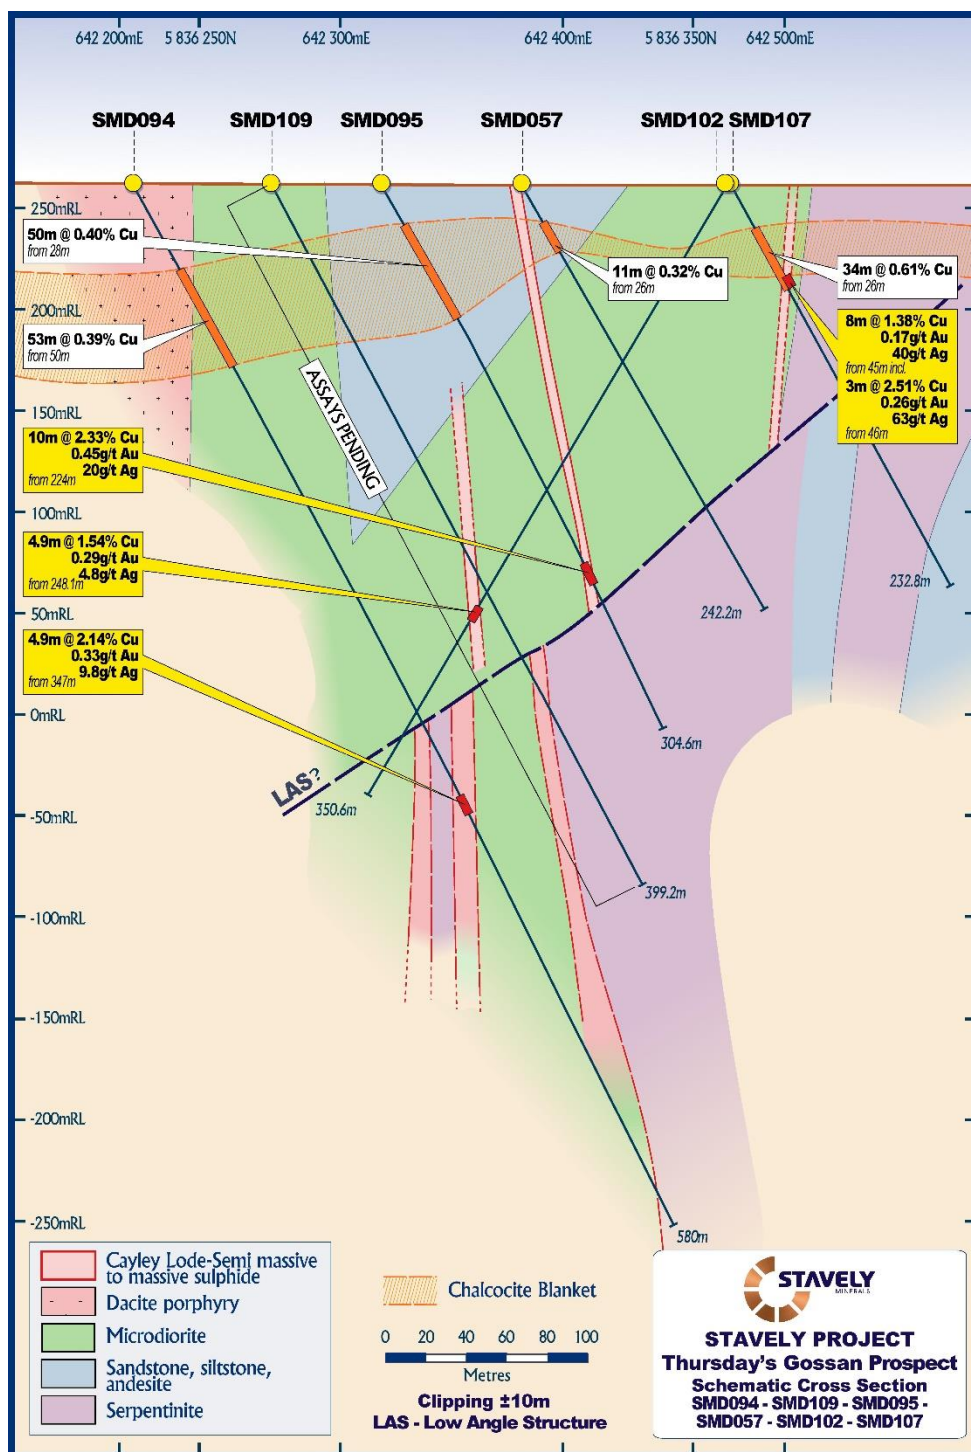 642 200mE 5 836 250N 642 300mE 642 400mE 5 836 350N 642 500mE
SMD094 SMD109 SMD095 SMD057 SMD102 SMD107
250mRL
200mRL
150mRL
100mRL
50mRL
0mRL
-50mRL
-100mRL
-150mRL
-200mRL
-250mRL
50m @ 0.40% Cu
from 28m
53m @ 0.39% Cu
from 50m
11m @ 0.32% Cu
from 26m
34m @ 0.61% Cu
from 26m
8m @ 1.38% Cu
0.17g/t Au
40g/t Ag
from 45m incl.
3m @ 2.51% Cu
0.26g/t Au
63g/t Ag
from 46m
ASSAYS PENDING
10m @ 2.33% Cu
0.45g/t Au
20g/t Ag
from 224m
4.9m @ 1.54% Cu
0.29g/t Au
4.8g/t Ag
from 248.1m
4.9m @ 2.14% Cu
0.33g/t Au
9.8g/t Ag
from 347m
232.8m
242.2m
304.6m
LAS?
350.6m
399.2m
580m
Cayley Lode-Semi massive
to massive sulphide
Dacite porphyry
Microdiorite
Sandstone, siltstone,
andesite
Serpentinite
Chalcocite Blanket
0 20 40 60 80 100
Metres
Clipping ±10m
LAS - Low Angle Structure
STAVELY
MINERALS
STAVELY PROJECT
Thursday's Gossan Prospect
Schematic Cross Section
SMD094 - SMD109 - SMD095 -
SMD057 - SMD102 - SMD107